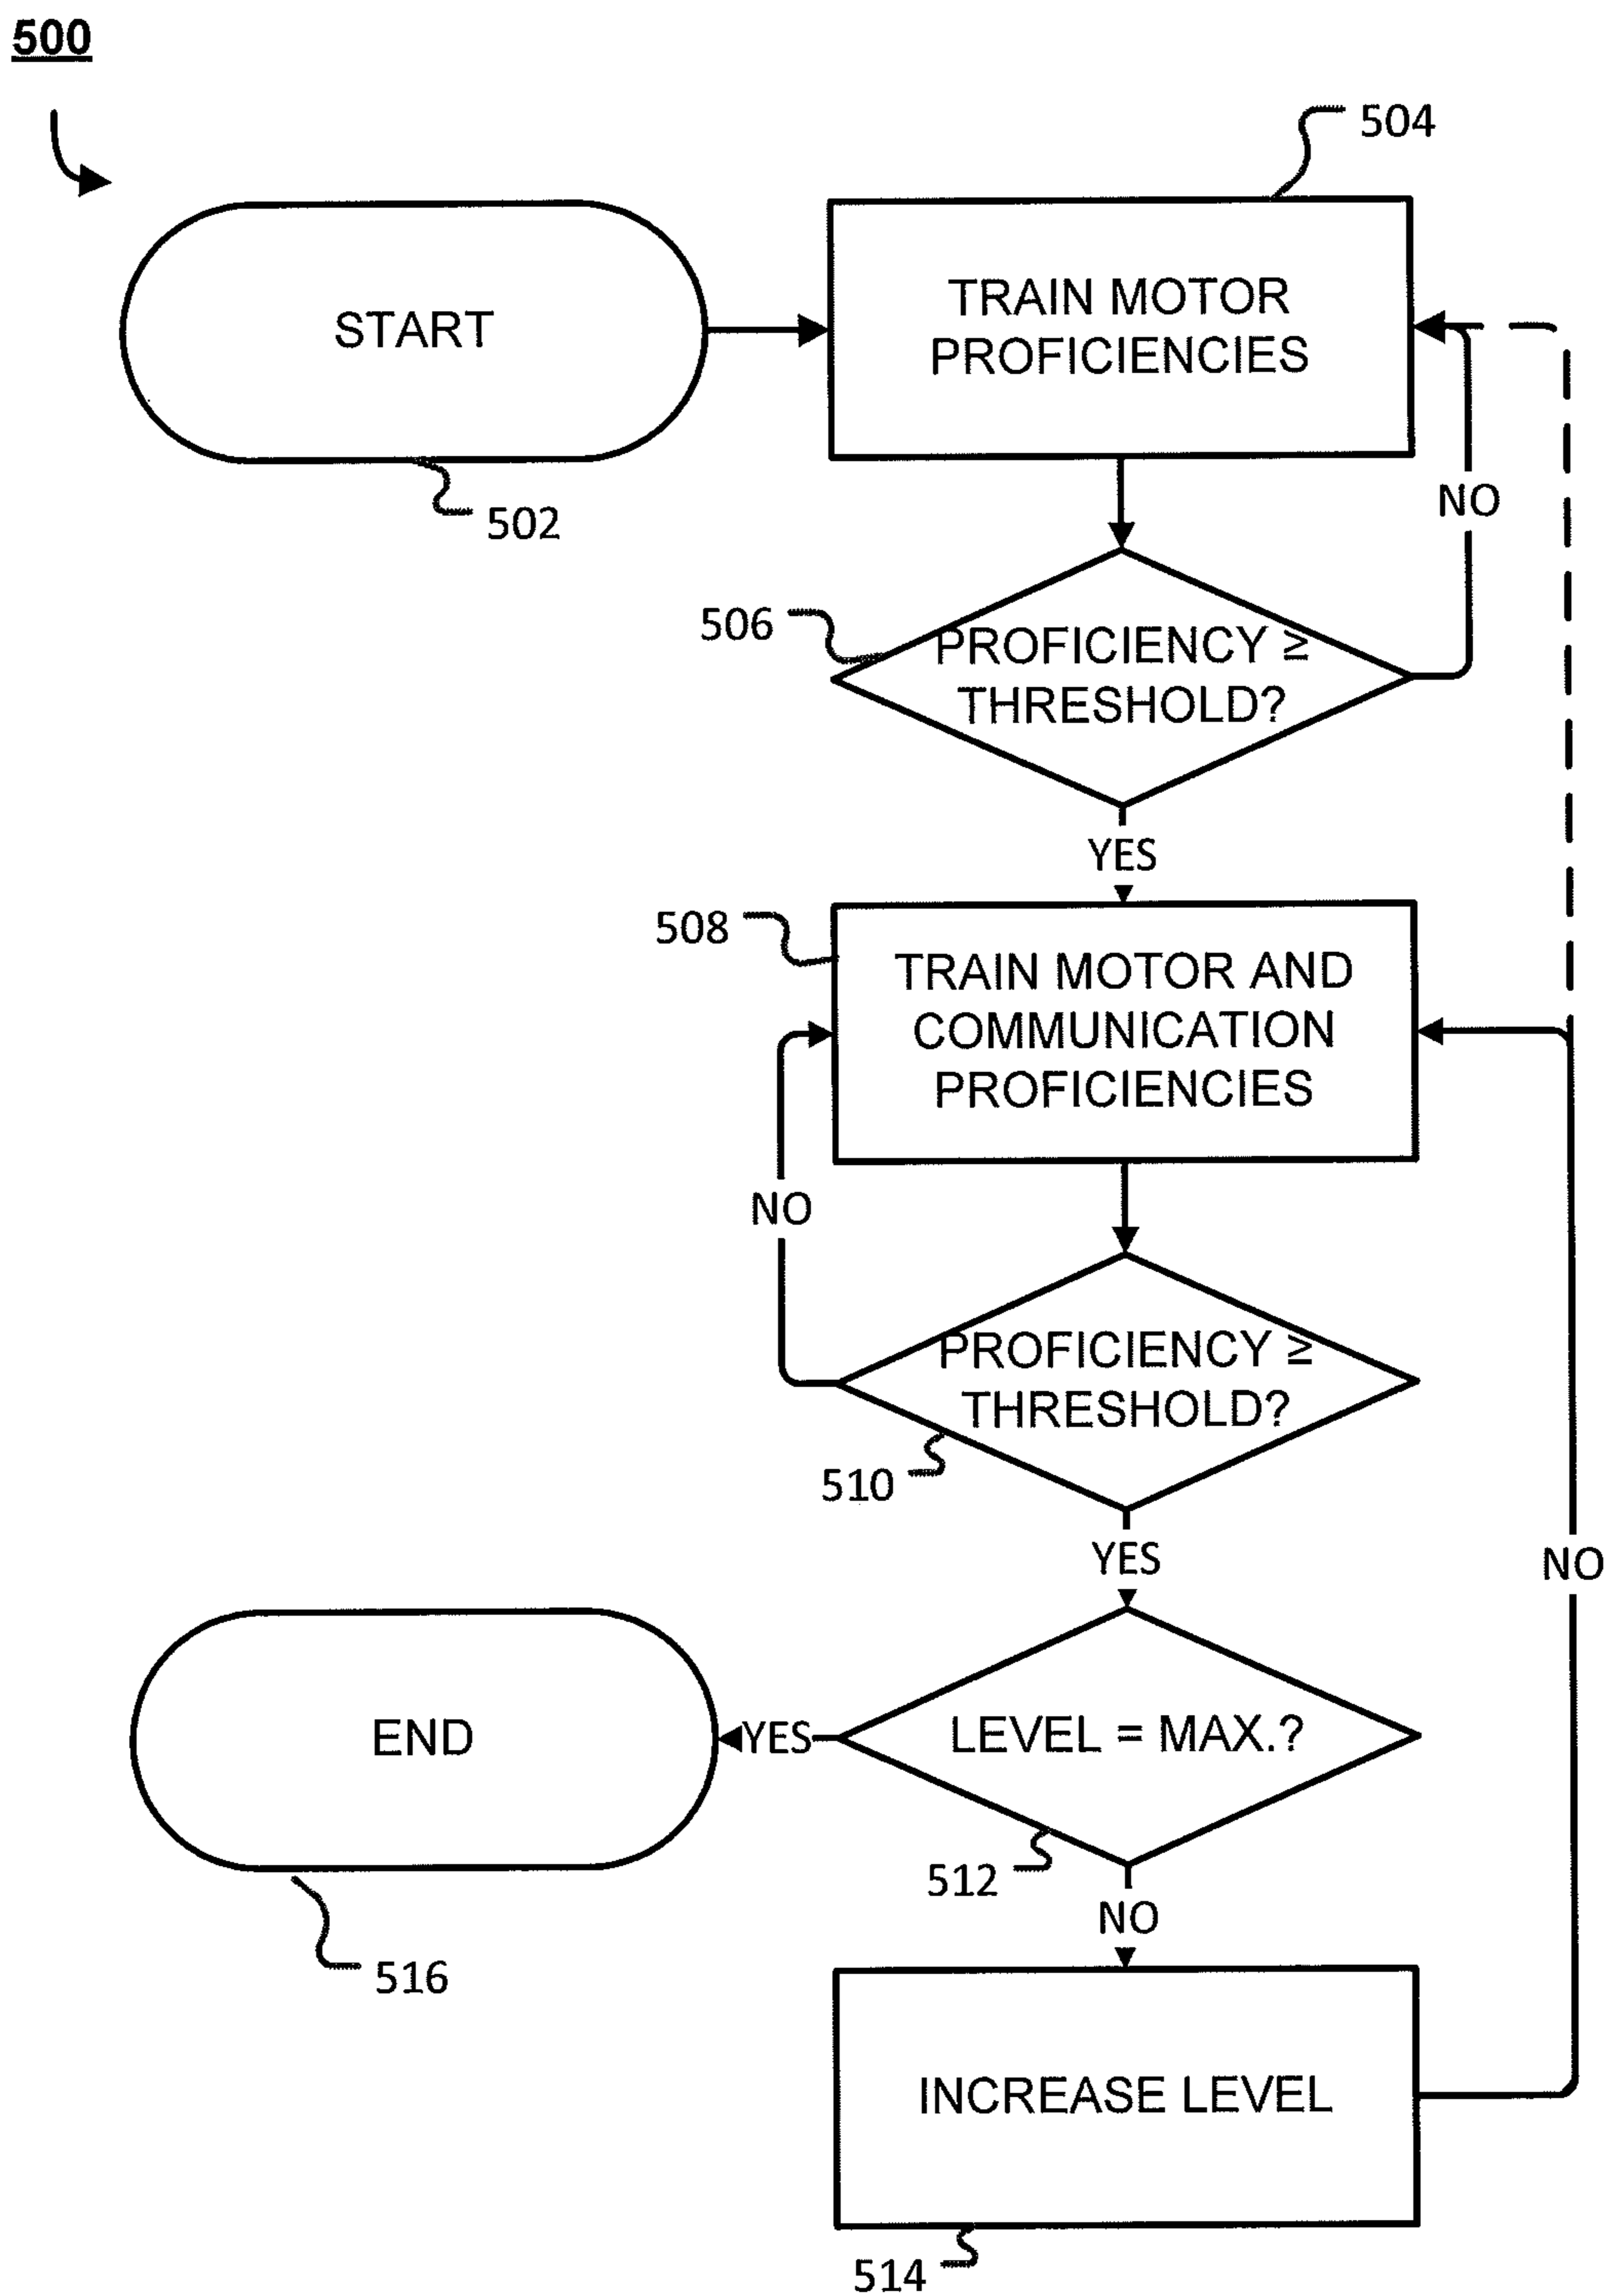 500
504
START
TRAIN MOTOR
PROFICIENCIES
502
NO
506
PROFICIENCY ≥
THRESHOLD?
YES
508
TRAIN MOTOR AND
COMMUNICATION
PROFICIENCIES
NO
PROFICIENCY ≥
THRESHOLD?
510
YES
NO
END
YES
LEVEL = MAX.?
512
NO
516
INCREASE LEVEL
514